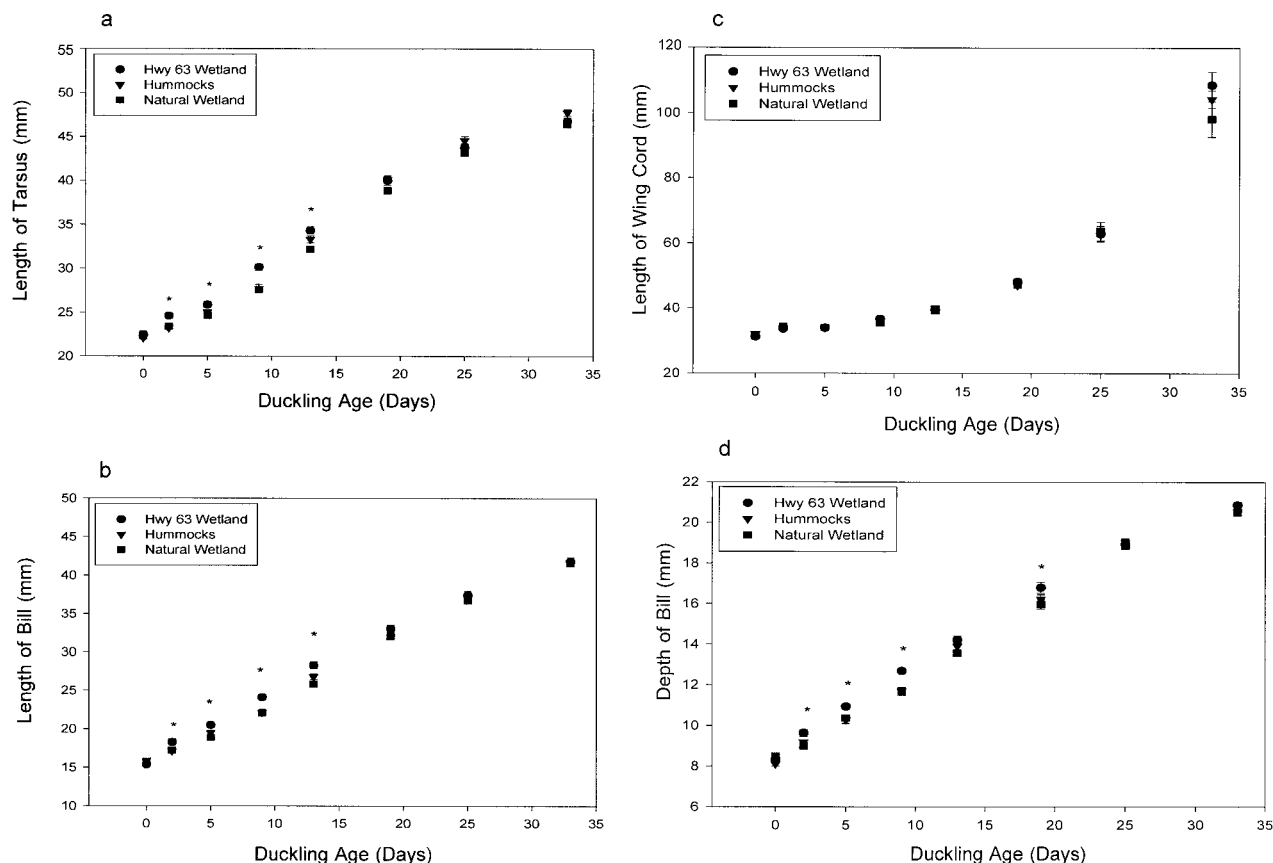 a
55
50
45
40
35
30
25
20
Length of Tarsus (mm)
Hwy 63 Wetland
Hummocks
Natural Wetland
*
*
*
*
0 5 10 15 20 25 30 35
Duckling Age (Days)
c
120
100
80
60
40
20
Length of Wing Cord (mm)
Hwy 63 Wetland
Hummocks
Natural Wetland
0 5 10 15 20 25 30 35
Duckling Age (Days)
b
50
45
40
35
30
25
20
15
10
Length of Bill (mm)
Hwy 63 Wetland
Hummocks
Natural Wetland
*
*
*
*
0 5 10 15 20 25 30 35
Duckling Age (Days)
d
22
20
18
16
14
12
10
8
6
Depth of Bill (mm)
Hwy 63 Wetland
Hummocks
Natural Wetland
*
*
*
*
0 5 10 15 20 25 30 35
Duckling Age (Days)